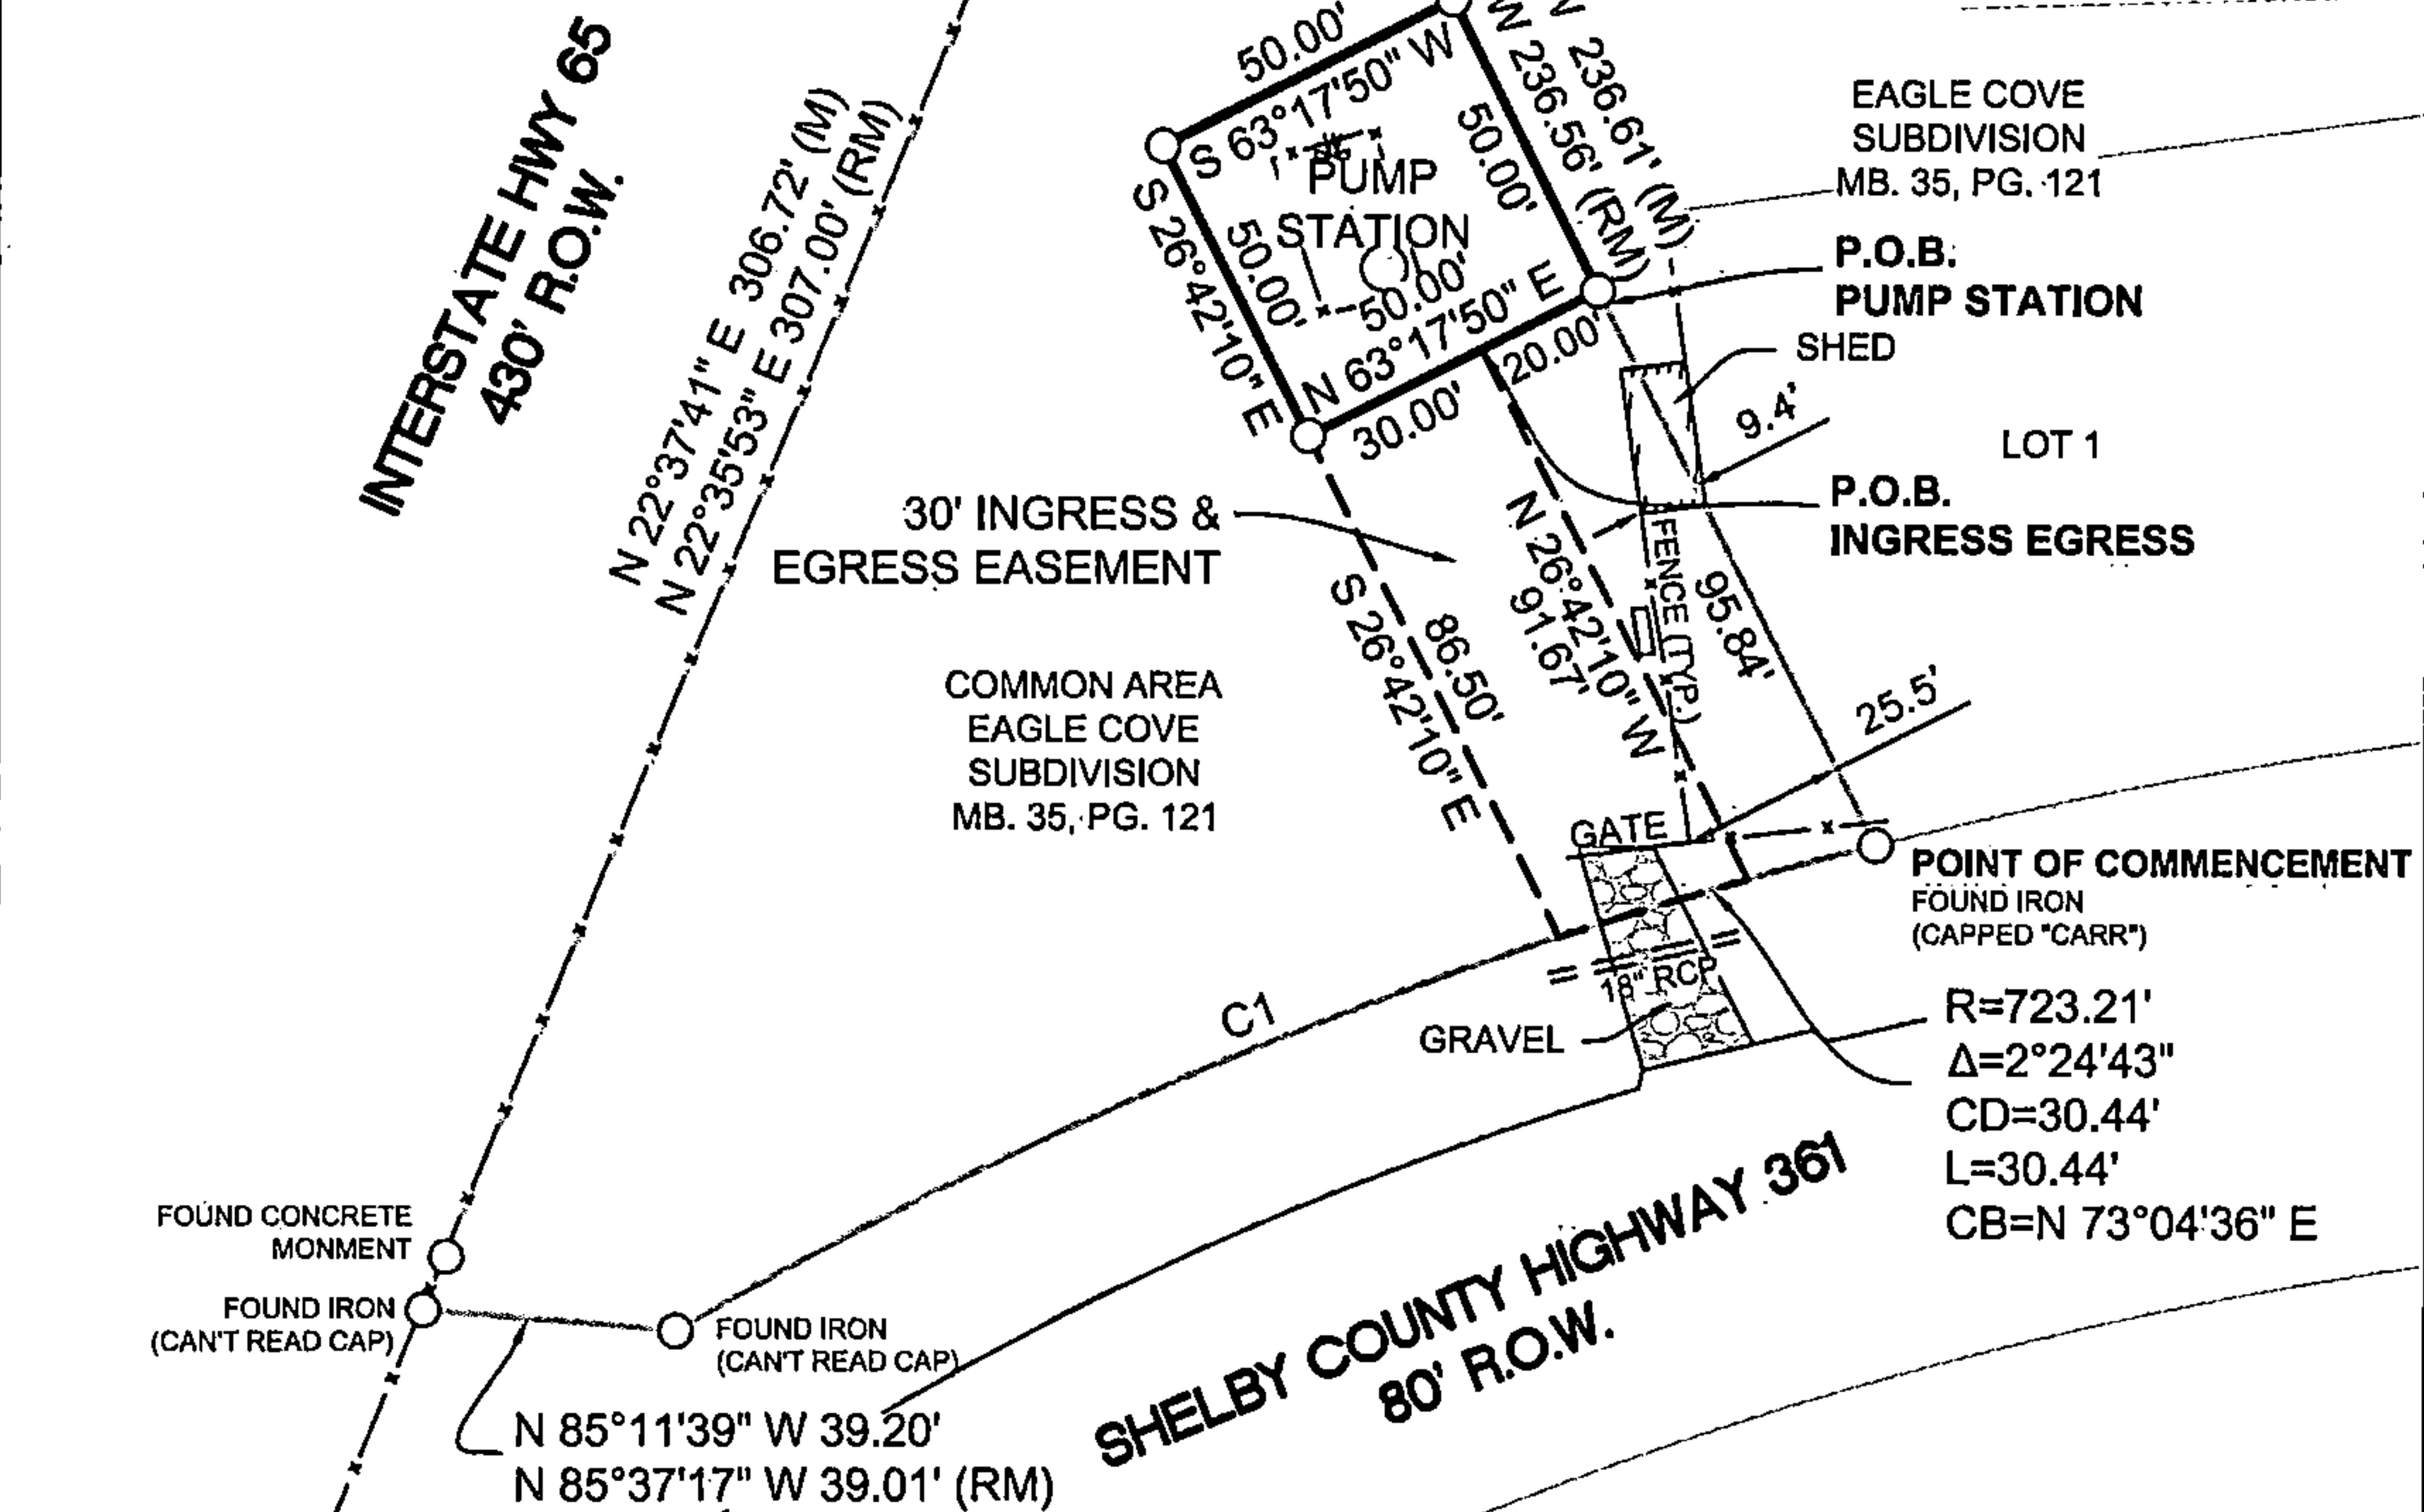 INTERSTATE HWY 65
430' R.O.W.
N 22°37'41" E 306.72' (M)
N 22°35'53" E 307.00' (RM)
50.00'
S 63°17'50" W
PUMP
STATION
S 26°42'10" E
50.00'
50.00'
N 63°17'50" E
50.00'
30.00'
20.00'
W 236.56' (RM)
236.61' (M)
EAGLE COVE
SUBDIVISION
MB. 35, PG. 121
P.O.B.
PUMP STATION
SHED
9.4'
LOT 1
P.O.B.
INGRESS EGRESS
30' INGRESS &
EGRESS EASEMENT
N 26°42'10" W
91.67'
FENCE (TYP.)
95.84'
86.50'
S 26°42'10" E
COMMON AREA
EAGLE COVE
SUBDIVISION
MB. 35, PG. 121
25.5'
GATE
POINT OF COMMENCEMENT
FOUND IRON
(CAPPED "CARR")
18" RCP
C1
GRAVEL
R=723.21'
Δ=2°24'43"
CD=30.44'
L=30.44'
CB=N 73°04'36" E
SHELBY COUNTY HIGHWAY 361
80' R.O.W.
FOUND CONCRETE
MONMENT
FOUND IRON
(CAN'T READ CAP)
FOUND IRON
(CAN'T READ CAP)
N 85°11'39" W 39.20'
N 85°37'17" W 39.01' (RM)